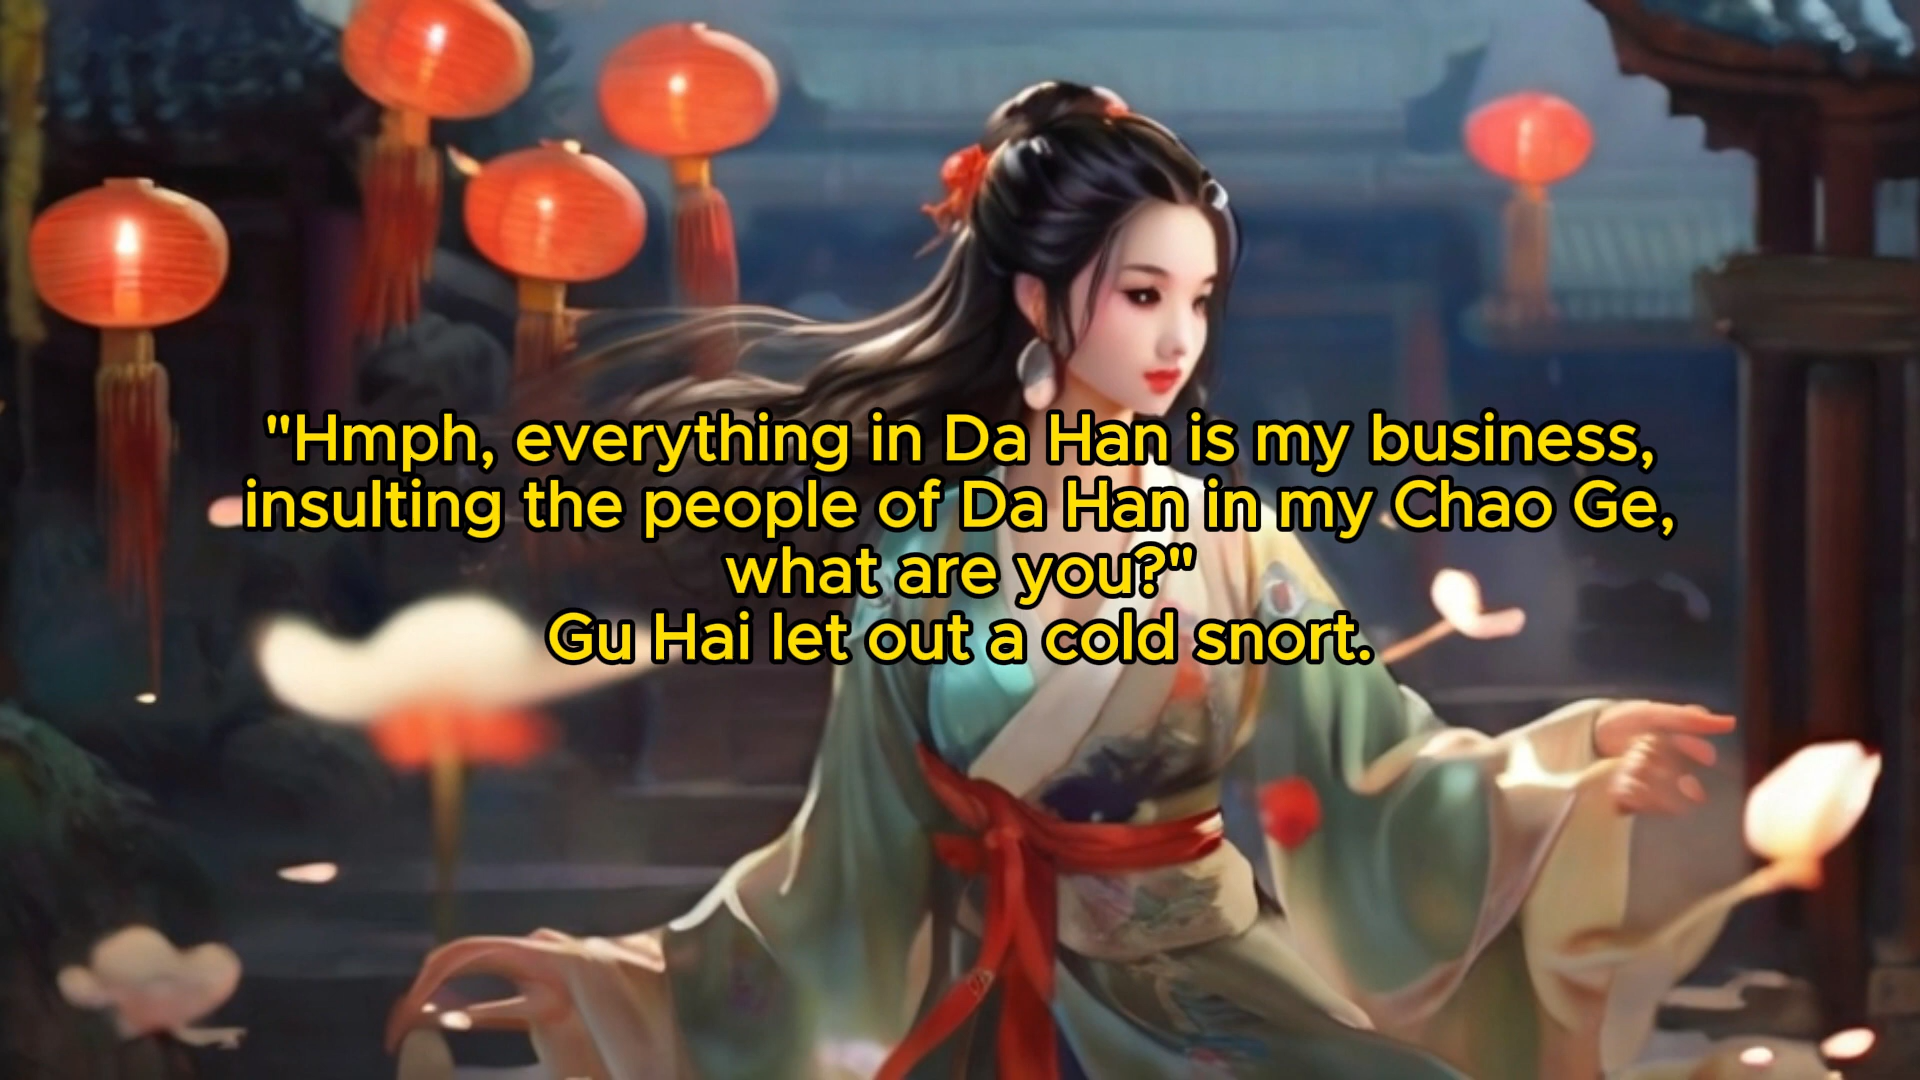 "Hmph, everything in Da Han is my business,
insulting the people of Da Han in my Chao Ge,
what are you?"
Gu Hai let out a cold snort.